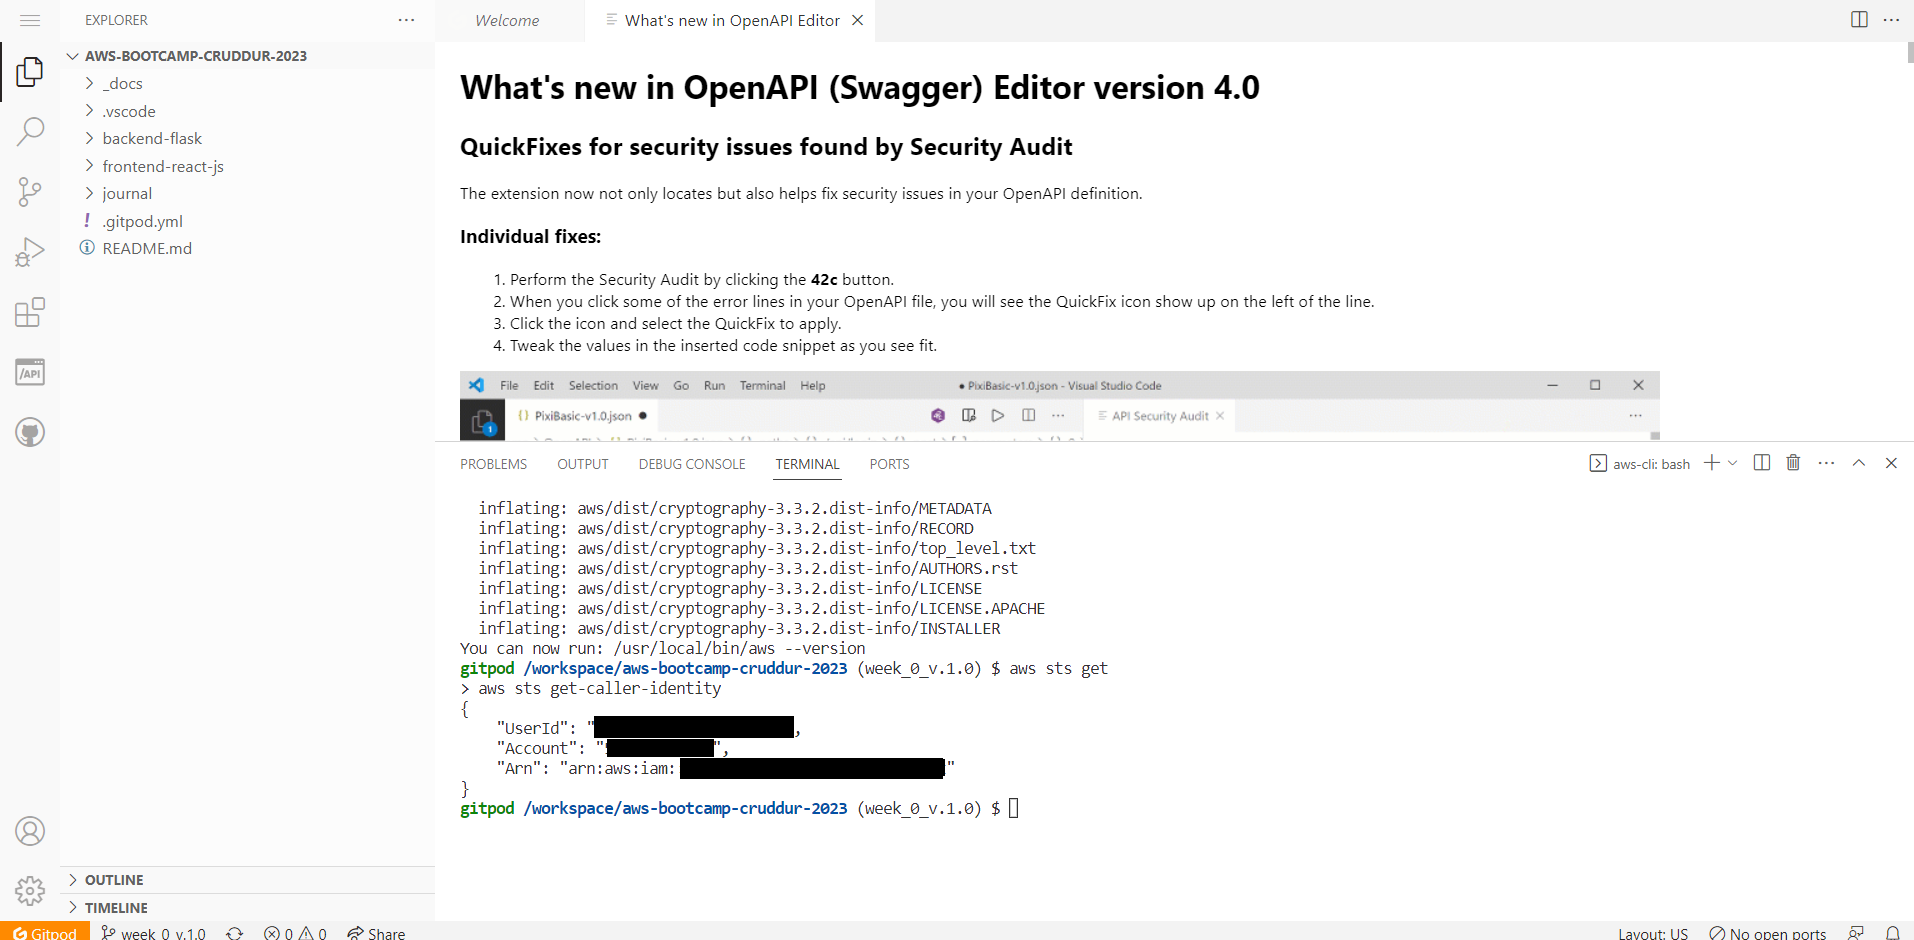 EXPLORER
AWS-BOOTCAMP-CRUDDUR-2023
_docs
.vscode
backend-flask
frontend-react-js
journal
! .gitpod.yml
README.md
OUTLINE
TIMELINE
Welcome
What's new in OpenAPI Editor
What's new in OpenAPI (Swagger) Editor version 4.0
QuickFixes for security issues found by Security Audit
The extension now not only locates but also helps fix security issues in your OpenAPI definition.
Individual fixes:
1. Perform the Security Audit by clicking the 42c button.
2. When you click some of the error lines in your OpenAPI file, you will see the QuickFix icon show up on the left of the line.
3. Click the icon and select the QuickFix to apply.
4. Tweak the values in the inserted code snippet as you see fit.
File Edit Selection View Go Run Terminal Help ● PixiBasic-v1.0.json - Visual Studio Code
{} PixiBasic-v1.0.json ● API Security Audit
1
/API
PROBLEMS OUTPUT DEBUG CONSOLE TERMINAL PORTS aws-cli: bash
inflating: aws/dist/cryptography-3.3.2.dist-info/METADATA
inflating: aws/dist/cryptography-3.3.2.dist-info/RECORD
inflating: aws/dist/cryptography-3.3.2.dist-info/top_level.txt
inflating: aws/dist/cryptography-3.3.2.dist-info/AUTHORS.rst
inflating: aws/dist/cryptography-3.3.2.dist-info/LICENSE
inflating: aws/dist/cryptography-3.3.2.dist-info/LICENSE.APACHE
inflating: aws/dist/cryptography-3.3.2.dist-info/INSTALLER
You can now run: /usr/local/bin/aws --version
gitpod /workspace/aws-bootcamp-cruddur-2023 (week_0_v.1.0) $ aws sts get
> aws sts get-caller-identity
{
"UserId": " ,
"Account": " ",
"Arn": "arn:aws:iam: "
}
gitpod /workspace/aws-bootcamp-cruddur-2023 (week_0_v.1.0) $
Gitpod week_0_v.1.0 0 0 Share Layout: US No open ports